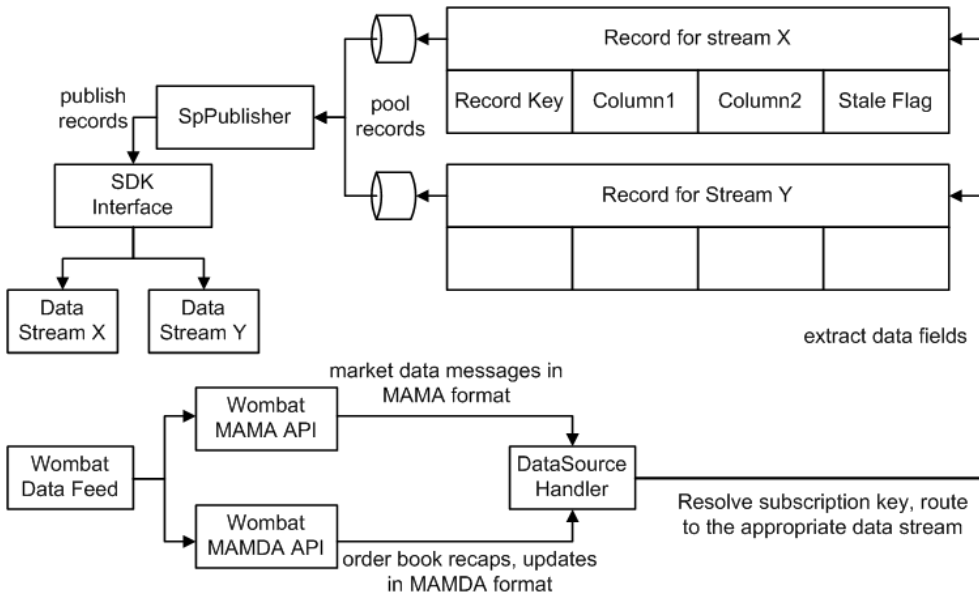 Record for stream X
Record Key
Column1
Column2
Stale Flag
publish
records
SpPublisher
pool
records
SDK
Interface
Record for Stream Y
Data
Stream X
Data
Stream Y
extract data fields
market data messages in
MAMA format
Wombat
MAMA API
Wombat
Data Feed
DataSource
Handler
Resolve subscription key, route
to the appropriate data stream
Wombat
MAMDA API
order book recaps, updates
in MAMDA format